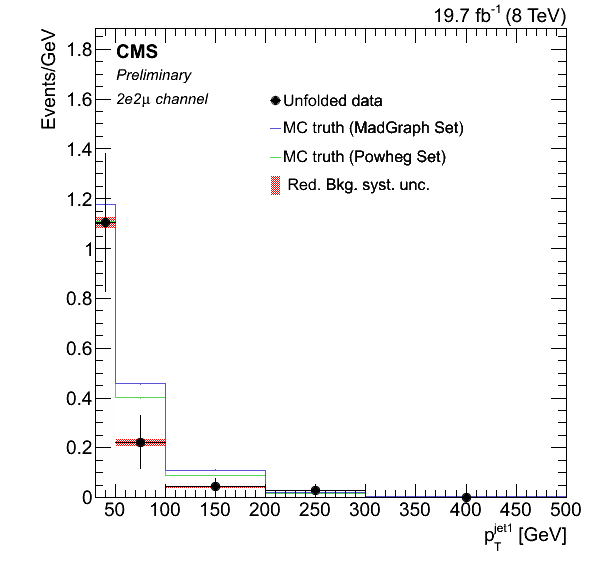 19.7 fb⁻¹ (8 TeV)
Events/GeV
CMS
Preliminary
2e2μ channel
Unfolded data
MC truth (MadGraph Set)
MC truth (Powheg Set)
Red. Bkg. syst. unc.
1.8
1.6
1.4
1.2
1
0.8
0.6
0.4
0.2
0
50 100 150 200 250 300 350 400 450 500
p_T^jet1 [GeV]